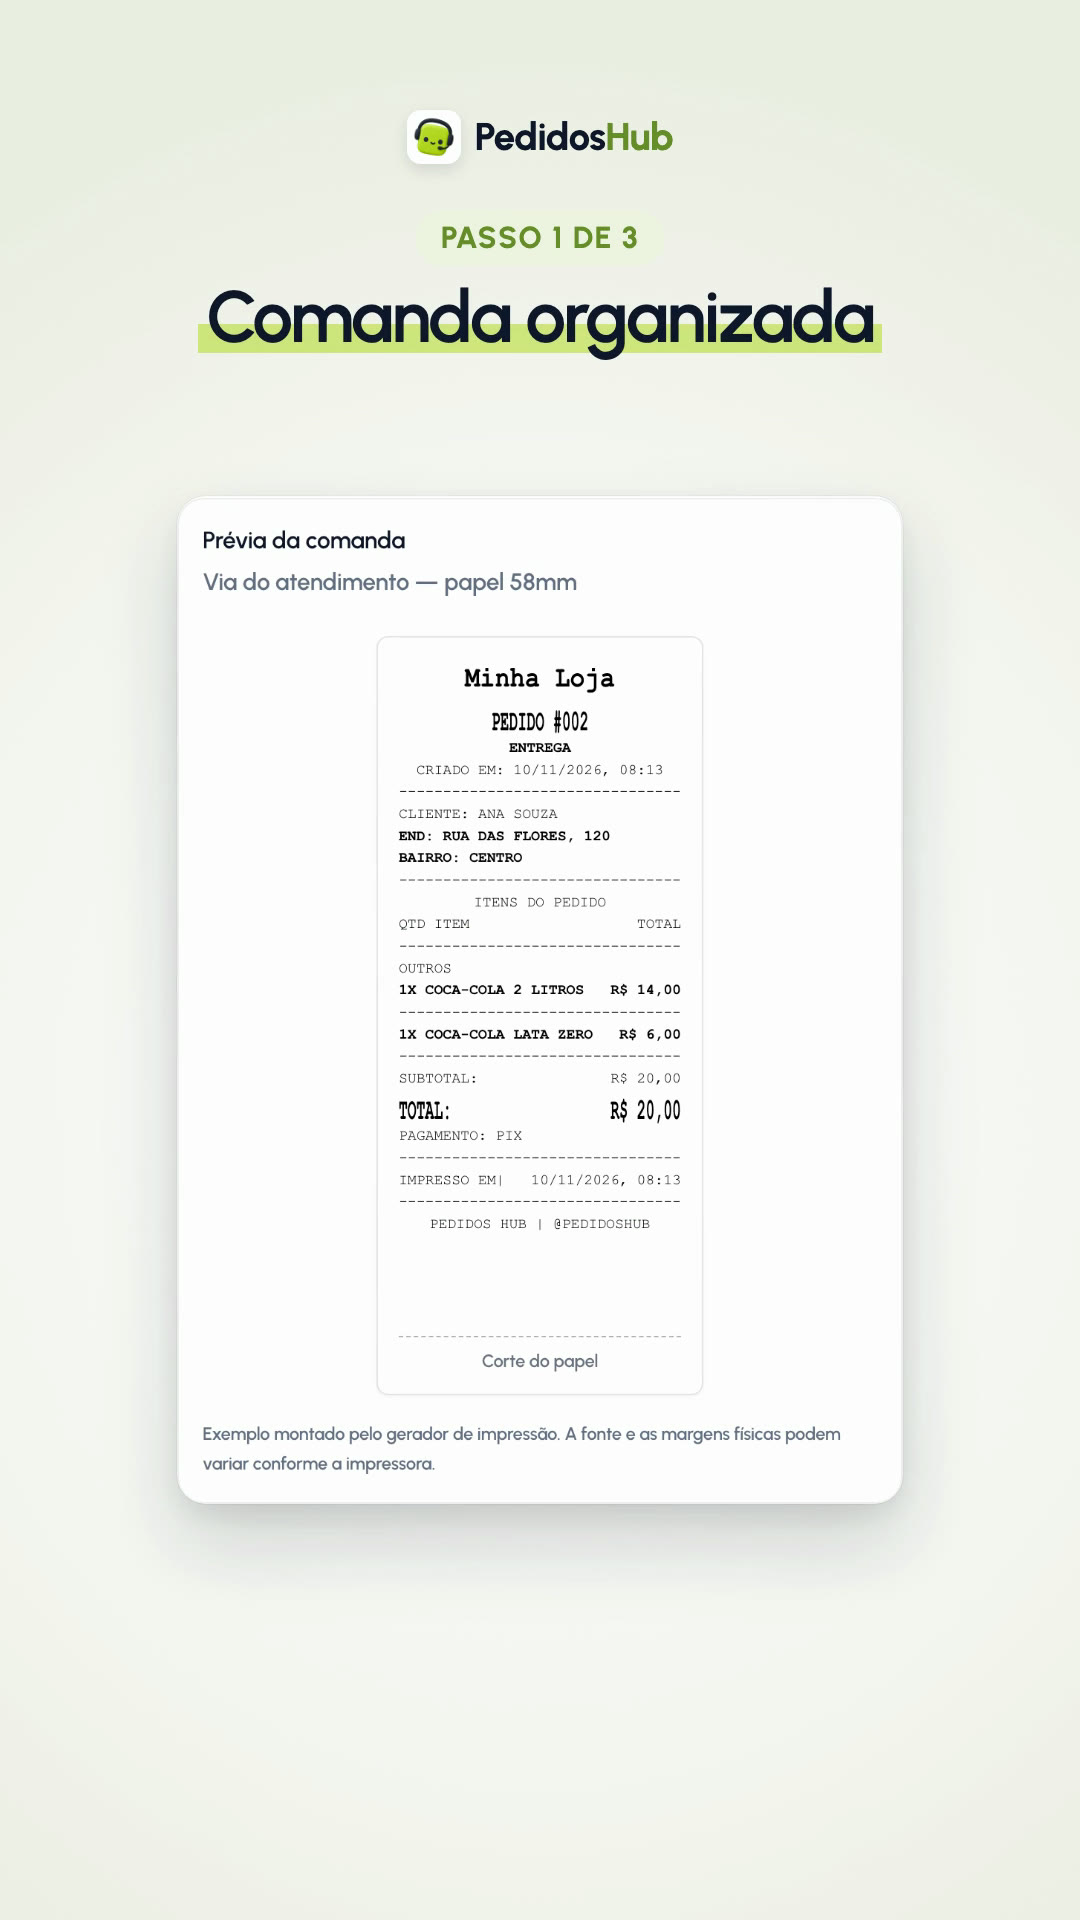 PedidosHub
PASSO 1 DE 3
Comanda organizada
Prévia da comanda
Via do atendimento — papel 58mm
Minha Loja
PEDIDO #002
ENTREGA
CRIADO EM: 10/11/2026, 08:13
--------------------------------
CLIENTE: ANA SOUZA
END: RUA DAS FLORES, 120
BAIRRO: CENTRO
--------------------------------
ITENS DO PEDIDO
QTD ITEM TOTAL
--------------------------------
OUTROS
1X COCA-COLA 2 LITROS R$ 14,00
--------------------------------
1X COCA-COLA LATA ZERO R$ 6,00
--------------------------------
SUBTOTAL: R$ 20,00
TOTAL: R$ 20,00
PAGAMENTO: PIX
--------------------------------
IMPRESSO EM| 10/11/2026, 08:13
--------------------------------
PEDIDOS HUB | @PEDIDOSHUB
Corte do papel
Exemplo montado pelo gerador de impressão. A fonte e as margens físicas podem
variar conforme a impressora.